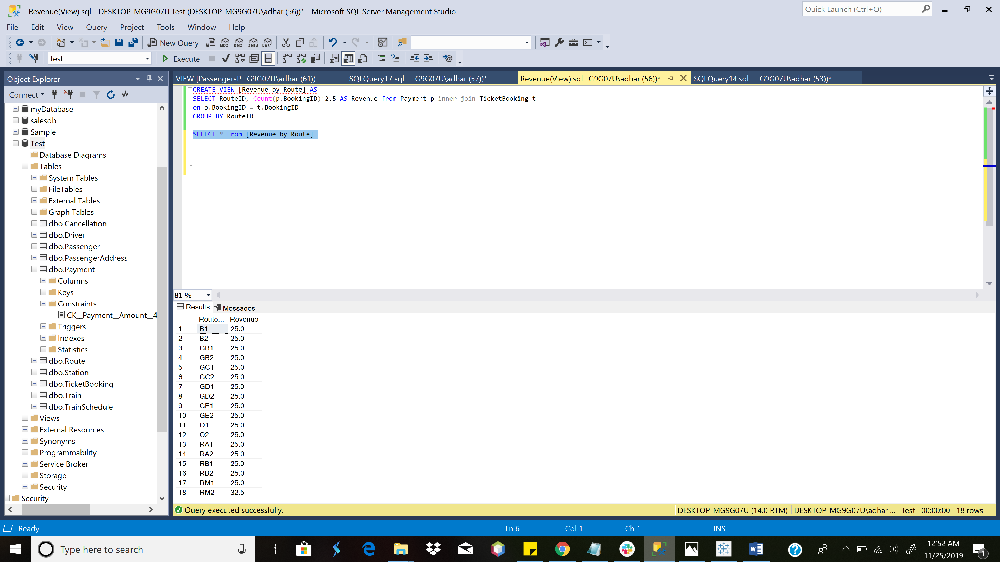 Revenue(View).sql - DESKTOP-MG9G07U.Test (DESKTOP-MG9G07U\adhar (56))* - Microsoft SQL Server Management Studio
Quick Launch (Ctrl+Q)
File Edit View Query Project Tools Window Help
New Query MDX DMX XMLA DAX
Test Execute
Object Explorer
Connect
myDatabase
salesdb
Sample
Test
Database Diagrams
Tables
System Tables
FileTables
External Tables
Graph Tables
dbo.Cancellation
dbo.Driver
dbo.Passenger
dbo.PassengerAddress
dbo.Payment
Columns
Keys
Constraints
CK__Payment__Amount__4
Triggers
Indexes
Statistics
dbo.Route
dbo.Station
dbo.TicketBooking
dbo.Train
dbo.TrainSchedule
Views
External Resources
Synonyms
Programmability
Service Broker
Storage
Security
Security
VIEW [PassengersP...G9G07U\adhar (61)) SQLQuery17.sql -...G9G07U\adhar (57))* Revenue(View).sql...G9G07U\adhar (56))* SQLQuery14.sql -...G9G07U\adhar (53))*
CREATE VIEW [Revenue by Route] AS
SELECT RouteID, Count(p.BookingID)*2.5 AS Revenue from Payment p inner join TicketBooking t
on p.BookingID = t.BookingID
GROUP BY RouteID
SELECT * From [Revenue by Route]
81 %
Results Messages
Route... Revenue
1 B1 25.0
2 B2 25.0
3 GB1 25.0
4 GB2 25.0
5 GC1 25.0
6 GC2 25.0
7 GD1 25.0
8 GD2 25.0
9 GE1 25.0
10 GE2 25.0
11 O1 25.0
12 O2 25.0
13 RA1 25.0
14 RA2 25.0
15 RB1 25.0
16 RB2 25.0
17 RM1 25.0
18 RM2 32.5
Query executed successfully. DESKTOP-MG9G07U (14.0 RTM) DESKTOP-MG9G07U\adhar ... Test 00:00:00 18 rows
Ready Ln 6 Col 1 Ch 1 INS
Type here to search
12:52 AM
11/25/2019
1